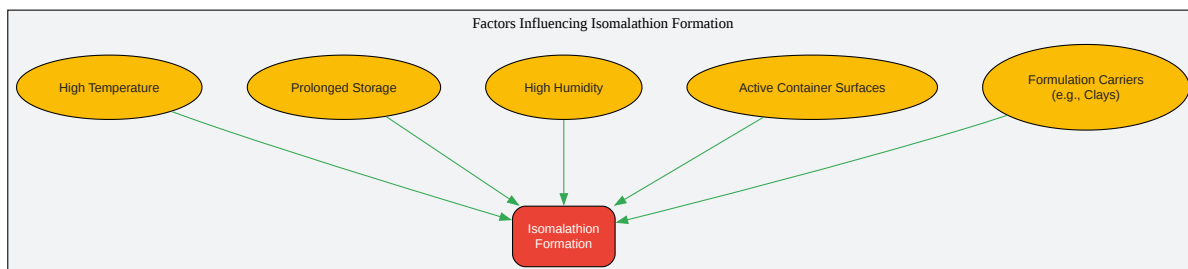 Factors Influencing Isomalathion Formation
High Temperature
Prolonged Storage
High Humidity
Active Container Surfaces
Formulation Carriers
(e.g., Clays)
Isomalathion
Formation